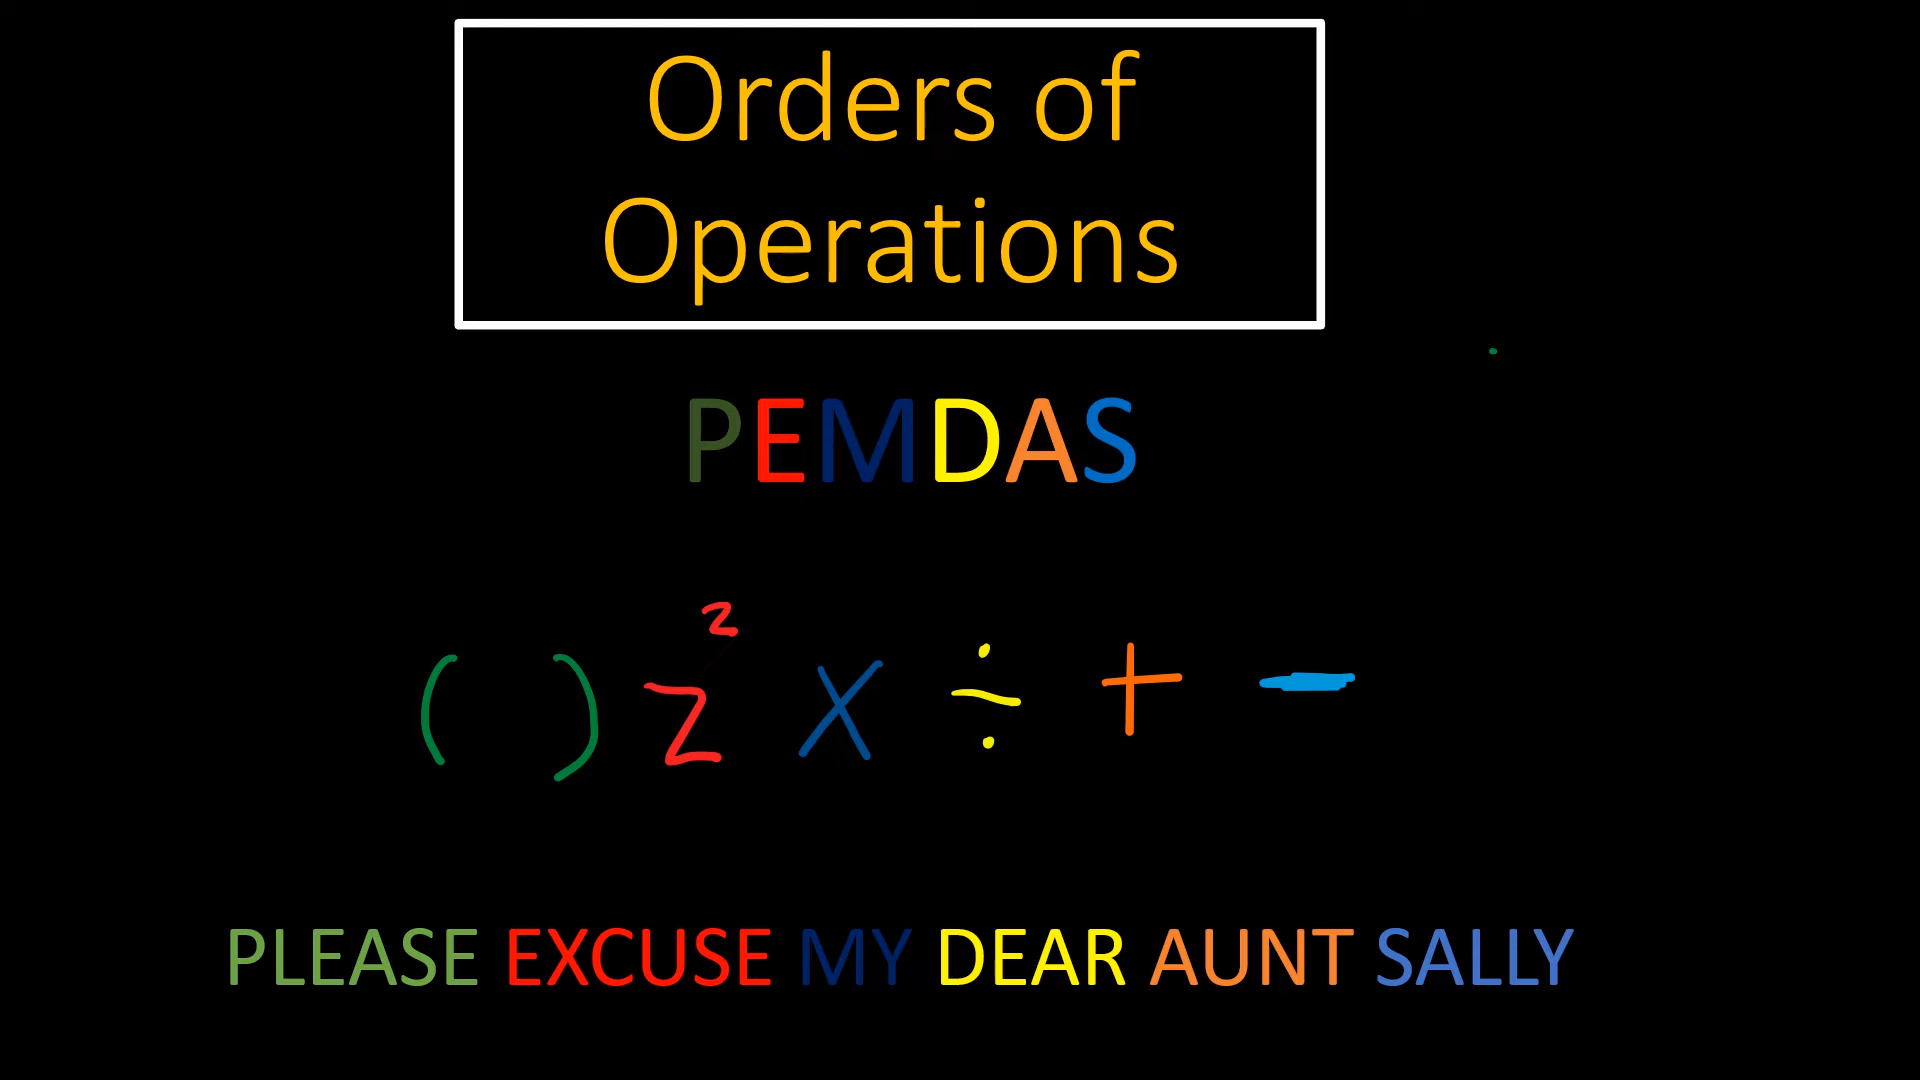 Orders of
Operations
PEMDAS
( ) 2² X ÷ + -
PLEASE EXCUSE MY DEAR AUNT SALLY